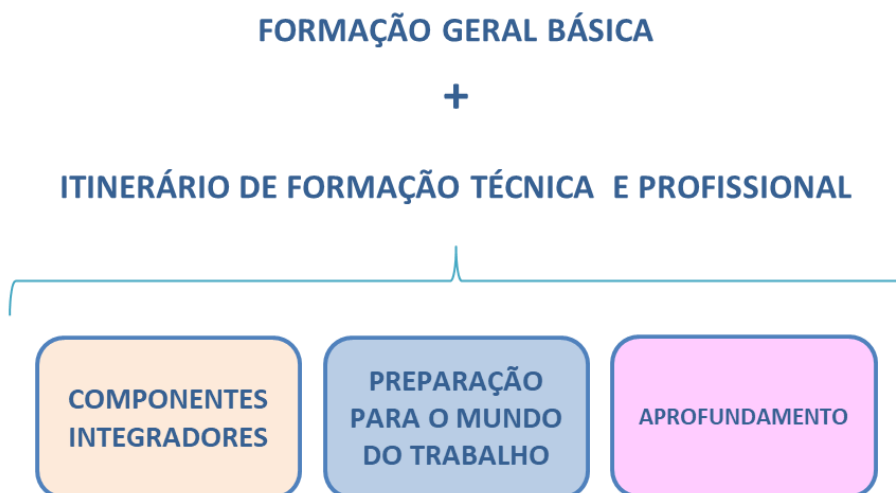 FORMAÇÃO GERAL BÁSICA
+
ITINERÁRIO DE FORMAÇÃO TÉCNICA E PROFISSIONAL
COMPONENTES
INTEGRADORES
PREPARAÇÃO
PARA O MUNDO
DO TRABALHO
APROFUNDAMENTO